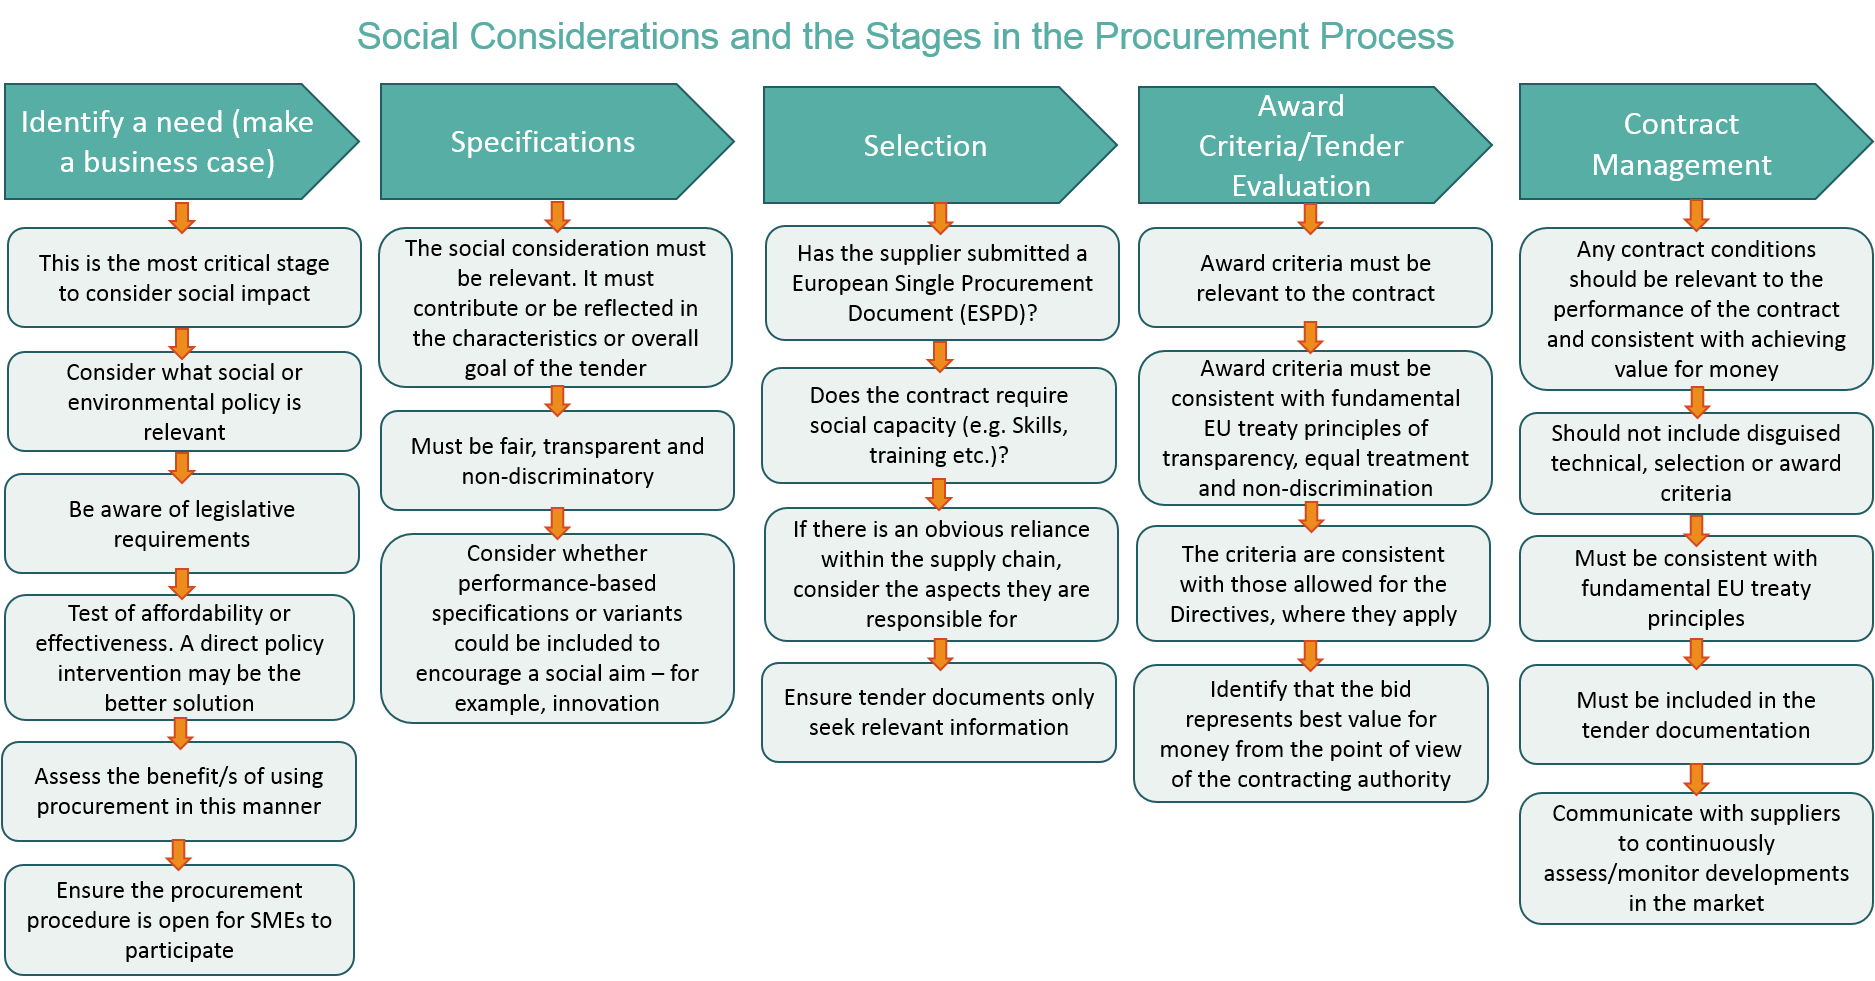 Social Considerations and the Stages in the Procurement Process
Identify a need (make
a business case)
This is the most critical stage
to consider social impact
Consider what social or
environmental policy is
relevant
Be aware of legislative
requirements
Test of affordability or
effectiveness. A direct policy
intervention may be the
better solution
Assess the benefit/s of using
procurement in this manner
Ensure the procurement
procedure is open for SMEs to
participate
Specifications
The social consideration must
be relevant. It must
contribute or be reflected in
the characteristics or overall
goal of the tender
Must be fair, transparent and
non-discriminatory
Consider whether
performance-based
specifications or variants
could be included to
encourage a social aim – for
example, innovation
Selection
Has the supplier submitted a
European Single Procurement
Document (ESPD)?
Does the contract require
social capacity (e.g. Skills,
training etc.)?
If there is an obvious reliance
within the supply chain,
consider the aspects they are
responsible for
Ensure tender documents only
seek relevant information
Award
Criteria/Tender
Evaluation
Award criteria must be
relevant to the contract
Award criteria must be
consistent with fundamental
EU treaty principles of
transparency, equal treatment
and non-discrimination
The criteria are consistent
with those allowed for the
Directives, where they apply
Identify that the bid
represents best value for
money from the point of view
of the contracting authority
Contract
Management
Any contract conditions
should be relevant to the
performance of the contract
and consistent with achieving
value for money
Should not include disguised
technical, selection or award
criteria
Must be consistent with
fundamental EU treaty
principles
Must be included in the
tender documentation
Communicate with suppliers
to continuously
assess/monitor developments
in the market